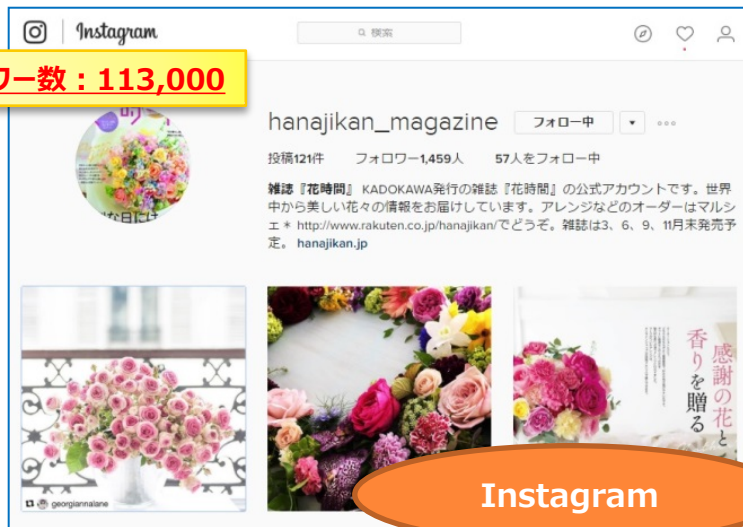 Instagram
検索
ワー数：113,000
hanajikan_magazine フォロー中
投稿121件 フォロワー1,459人 57人をフォロー中
雑誌『花時間』 KADOKAWA発行の雑誌『花時間』の公式アカウントです。世界
中から美しい花々の情報をお届けしています。アレンジなどのオーダーはマルシ
ェ＊ http://www.rakuten.co.jp/hanajikan/でどうぞ。雑誌は3、6、9、11月末発売予
定。 hanajikan.jp
感謝の花と
香りを贈る
georgiannalane
Instagram